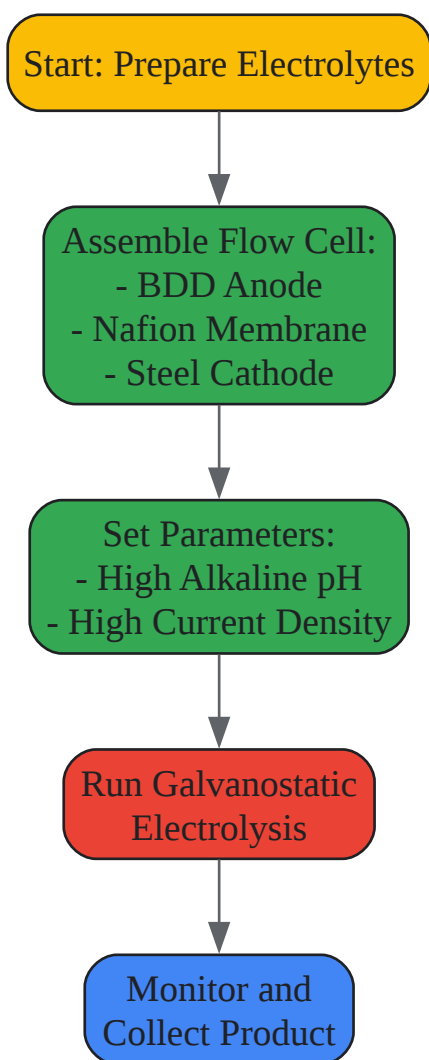 Start: Prepare Electrolytes
Assemble Flow Cell:
- BDD Anode
- Nafion Membrane
- Steel Cathode
Set Parameters:
- High Alkaline pH
- High Current Density
Run Galvanostatic
Electrolysis
Monitor and
Collect Product